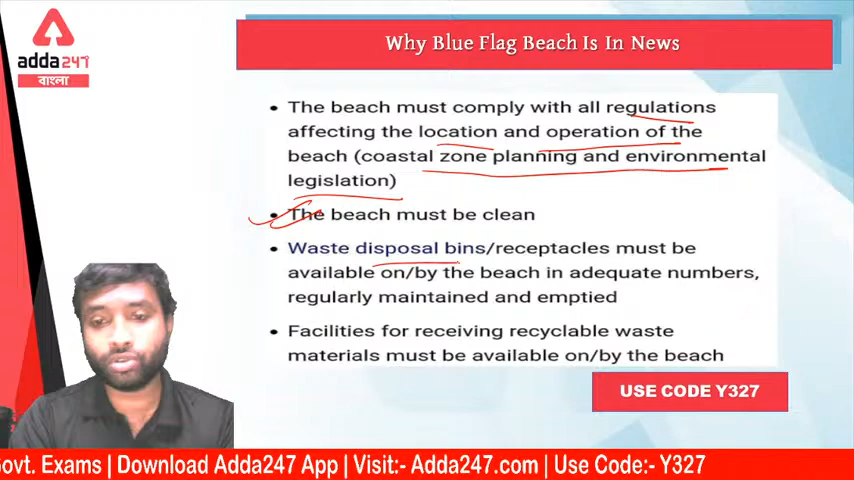 adda247
বাংলা
Why Blue Flag Beach Is In News
• The beach must comply with all regulations
affecting the location and operation of the
beach (coastal zone planning and environmental
legislation)
• The beach must be clean
• Waste disposal bins/receptacles must be
available on/by the beach in adequate numbers,
regularly maintained and emptied
• Facilities for receiving recyclable waste
materials must be available on/by the beach
USE CODE Y327
Govt. Exams | Download Adda247 App | Visit:- Adda247.com | Use Code:- Y327